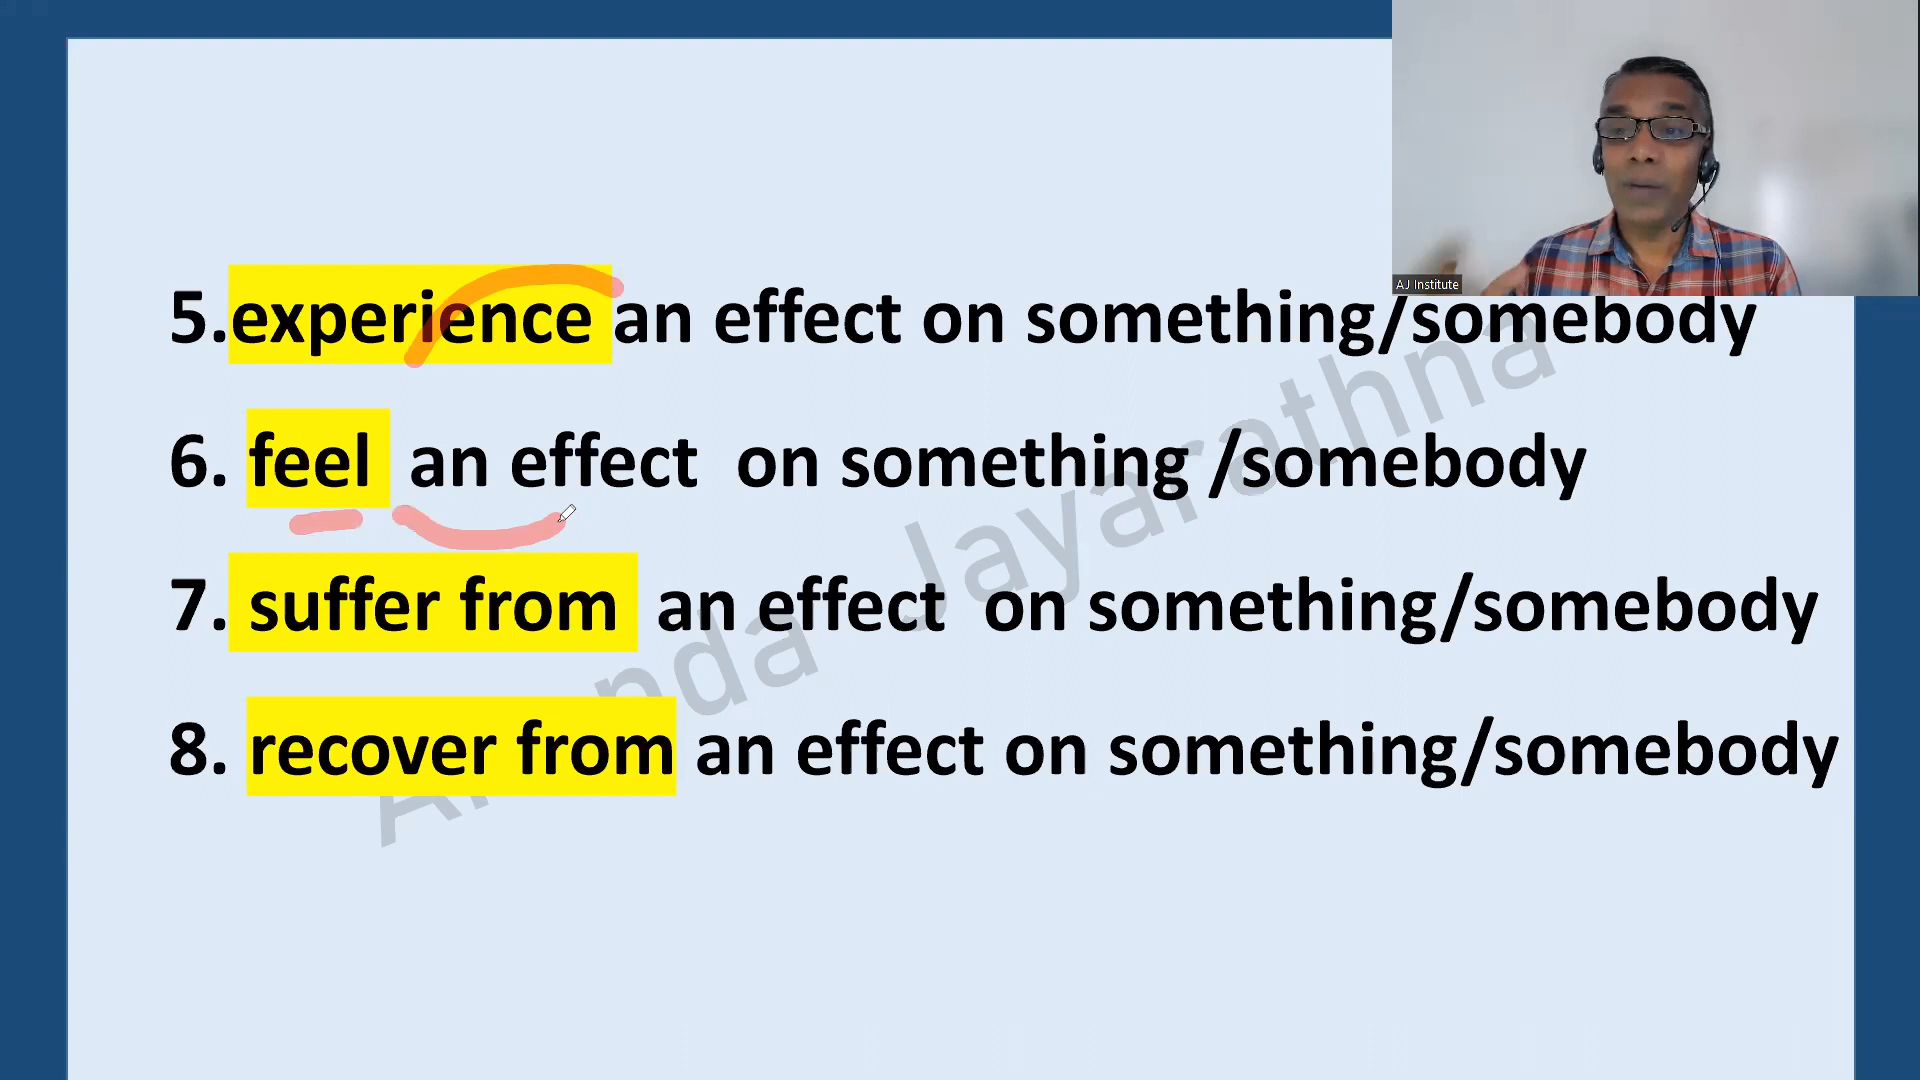 AJ Institute
5.experience an effect on something/somebody
6. feel an effect on something /somebody
7. suffer from an effect on something/somebody
8. recover from an effect on something/somebody
Jayarathna